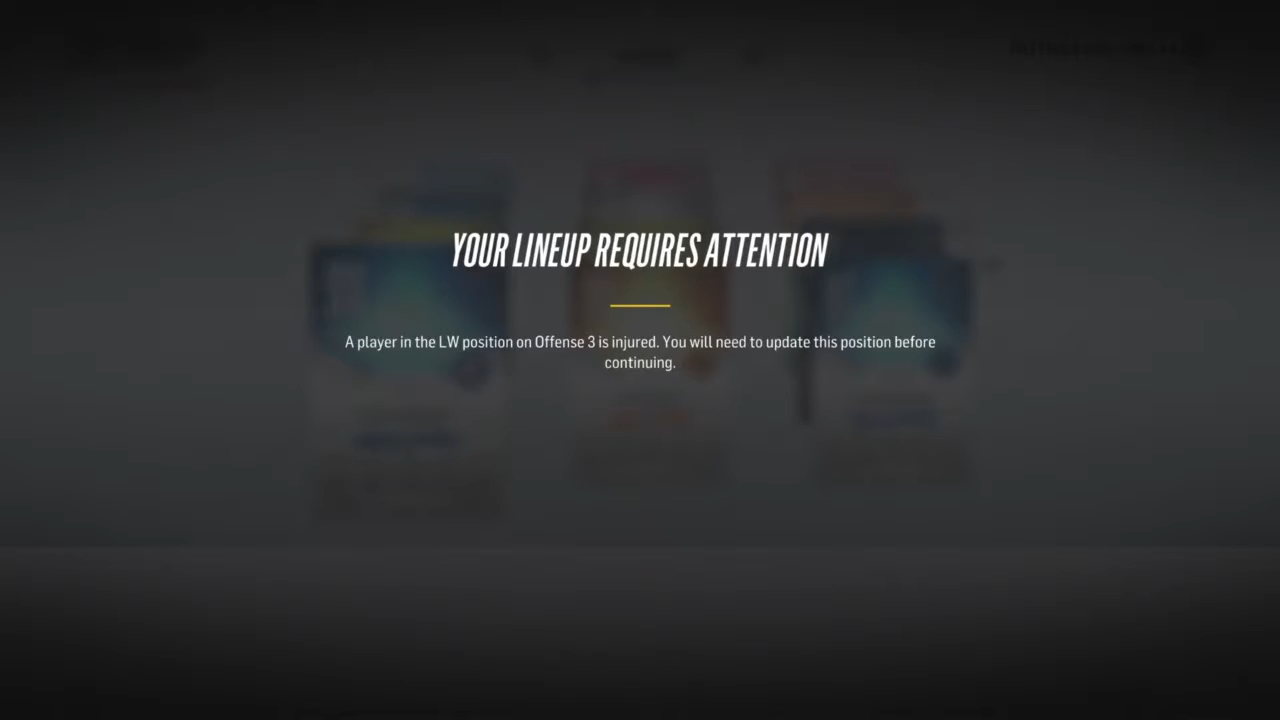 YOUR LINEUP REQUIRES ATTENTION
A player in the LW position on Offense 3 is injured. You will need to update this position before
continuing.